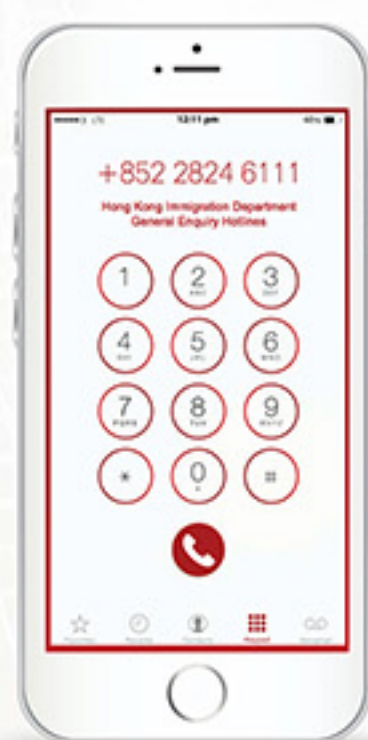 12:11 pm
+852 2824 6111
Hong Kong Immigration Department
General Enquiry Hotlines
1
2
ABC
3
DEF
4
GHI
5
JKL
6
MNO
7
PQRS
8
TUV
9
WXYZ
*
0
+
#
Keypad